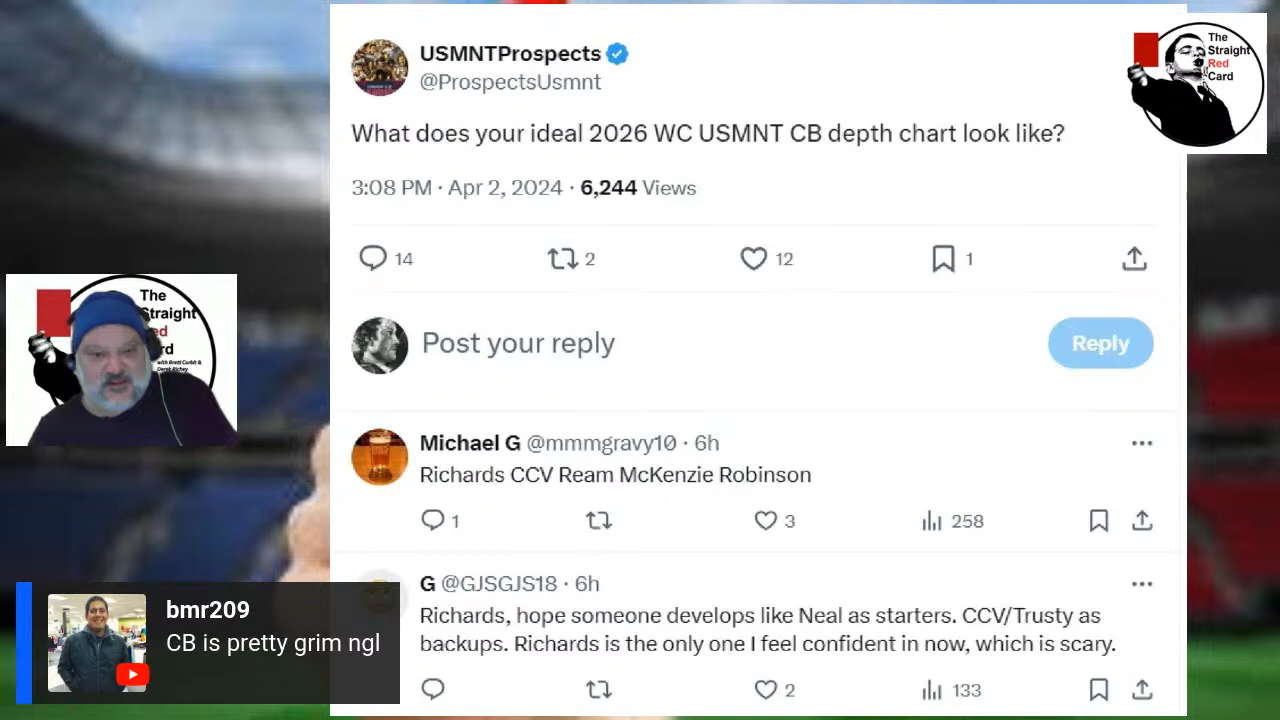 USMNTProspects
@ProspectsUsmnt
What does your ideal 2026 WC USMNT CB depth chart look like?
3:08 PM · Apr 2, 2024 · 6,244 Views
14
2
12
1
Post your reply
Reply
Michael G @mmmgravy10 · 6h
Richards CCV Ream McKenzie Robinson
1
3
258
G @GJSGJS18 · 6h
Richards, hope someone develops like Neal as starters. CCV/Trusty as
backups. Richards is the only one I feel confident in now, which is scary.
2
133
The
Straight
Red
Card
The
Straight
ed
rd
with Brett Corbit &
Derek Richey
bmr209
CB is pretty grim ngl